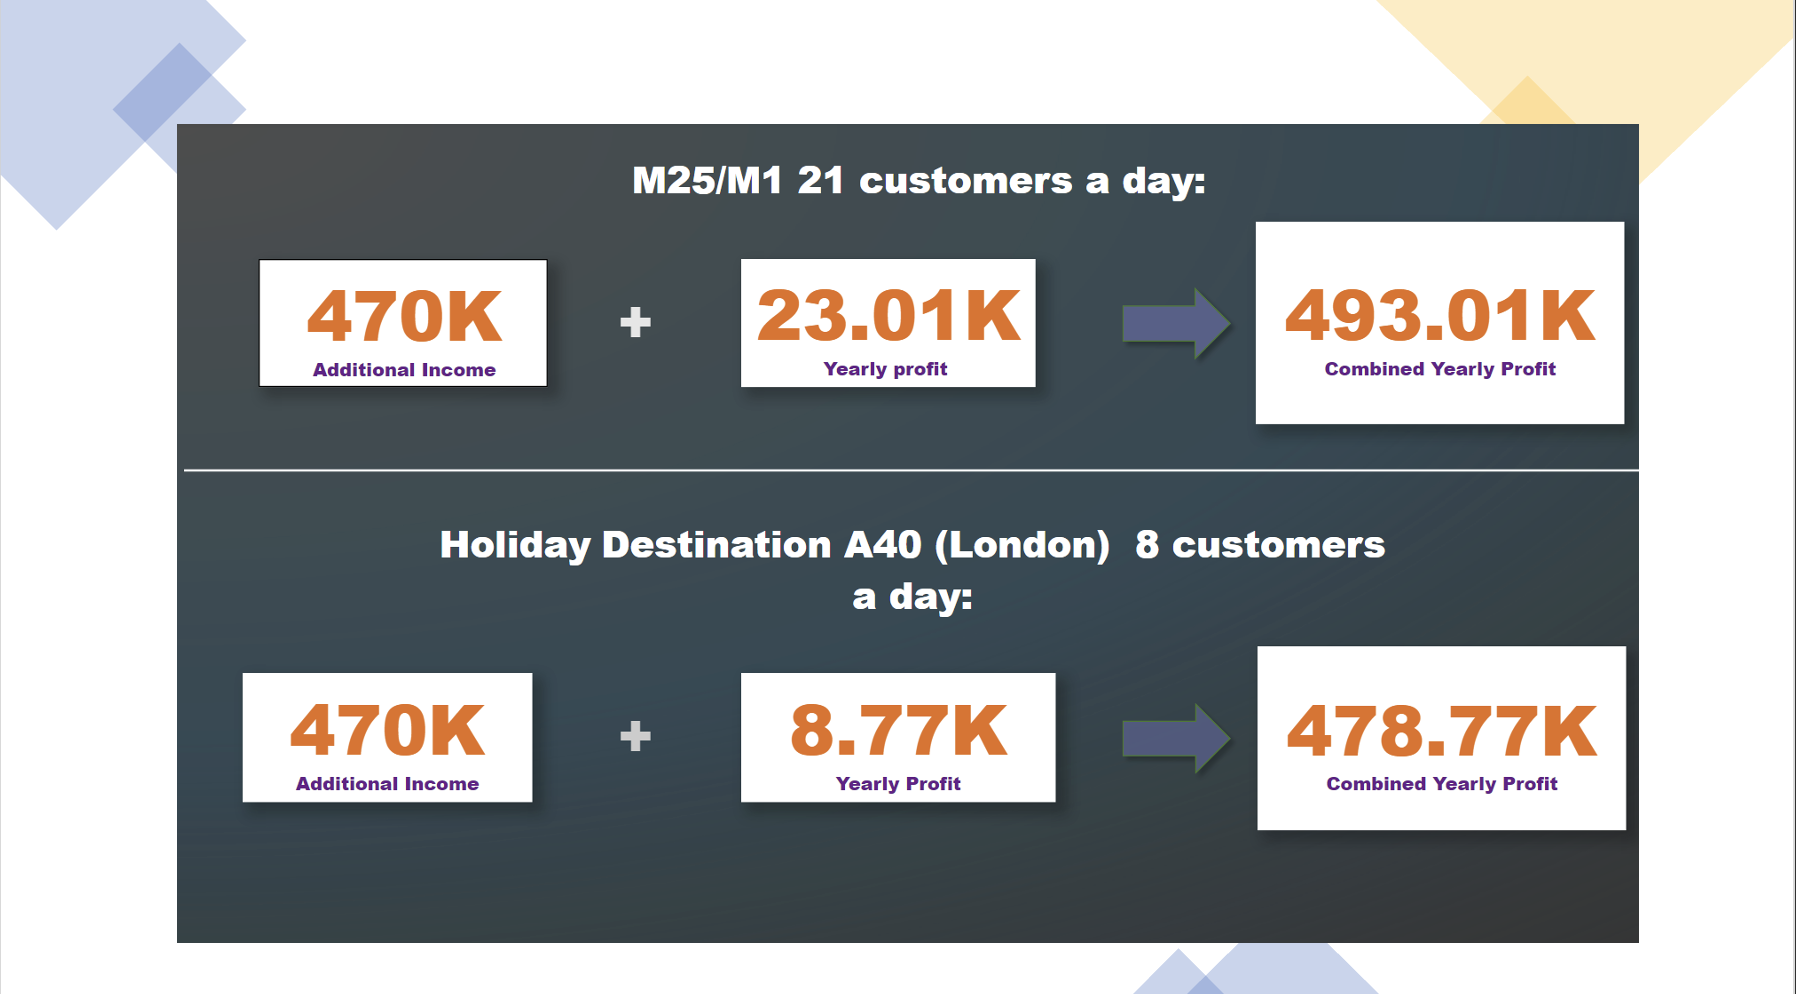 M25/M1 21 customers a day:
470K + 23.01K 493.01K
Additional Income Yearly profit Combined Yearly Profit
Holiday Destination A40 (London) 8 customers
a day:
470K + 8.77K 478.77K
Additional Income Yearly Profit Combined Yearly Profit